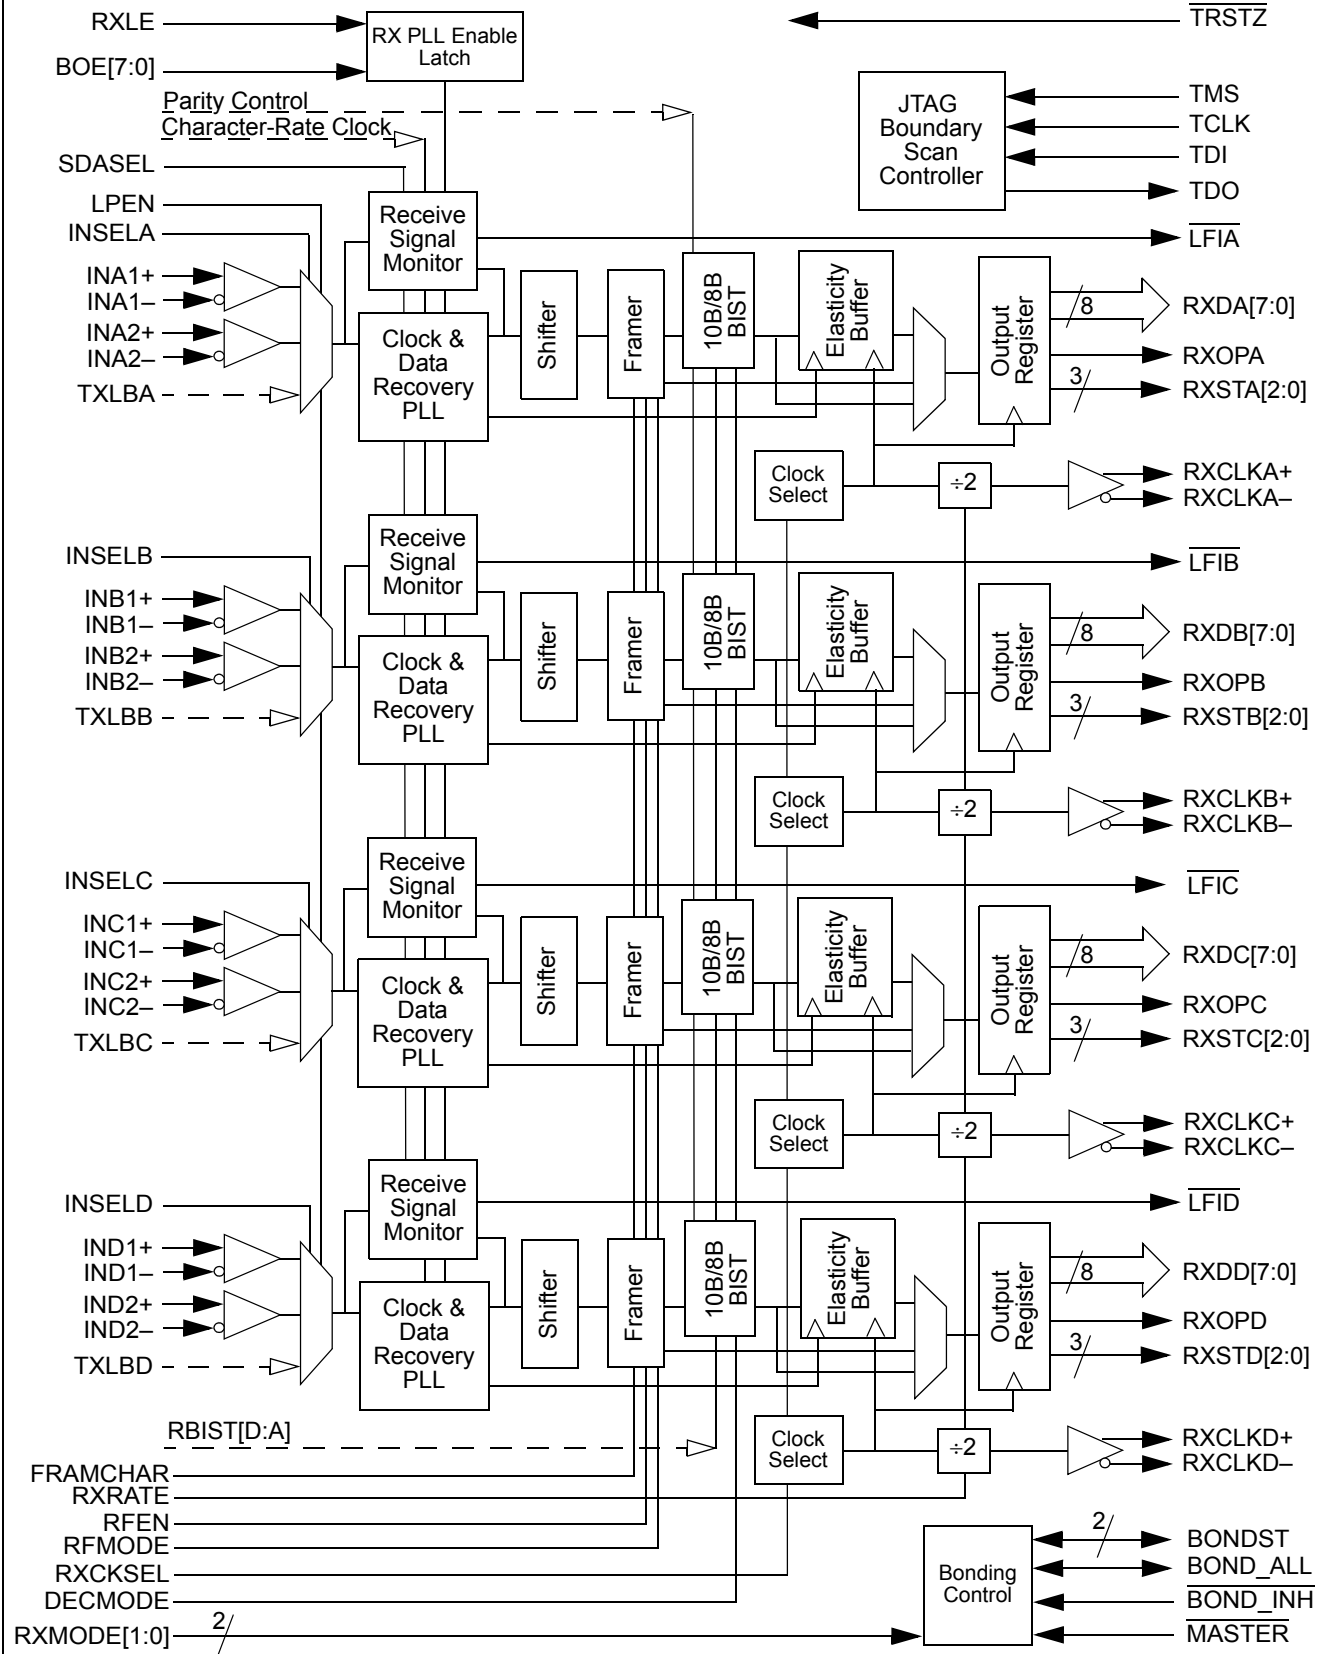 RXLE
BOE[7:0]
RX PLL Enable
Latch
TRSTZ
Parity Control
Character-Rate Clock
JTAG
Boundary
Scan
Controller
TMS
TCLK
TDI
TDO
SDASEL
LPEN
INSELA
INA1+
INA1–
INA2+
INA2–
TXLBA
Receive
Signal
Monitor
Clock &
Data
Recovery
PLL
Shifter
Framer
10B/8B
BIST
Elasticity
Buffer
Output
Register
LFIA
8
RXDA[7:0]
RXOPA
3
RXSTA[2:0]
Clock
Select
÷2
RXCLKA+
RXCLKA–
INSELB
INB1+
INB1–
INB2+
INB2–
TXLBB
Receive
Signal
Monitor
Clock &
Data
Recovery
PLL
Shifter
Framer
10B/8B
BIST
Elasticity
Buffer
Output
Register
LFIB
8
RXDB[7:0]
RXOPB
3
RXSTB[2:0]
Clock
Select
÷2
RXCLKB+
RXCLKB–
INSELC
INC1+
INC1–
INC2+
INC2–
TXLBC
Receive
Signal
Monitor
Clock &
Data
Recovery
PLL
Shifter
Framer
10B/8B
BIST
Elasticity
Buffer
Output
Register
LFIC
8
RXDC[7:0]
RXOPC
3
RXSTC[2:0]
Clock
Select
÷2
RXCLKC+
RXCLKC–
INSELD
IND1+
IND1–
IND2+
IND2–
TXLBD
Receive
Signal
Monitor
Clock &
Data
Recovery
PLL
Shifter
Framer
10B/8B
BIST
Elasticity
Buffer
Output
Register
LFID
8
RXDD[7:0]
RXOPD
3
RXSTD[2:0]
Clock
Select
÷2
RXCLKD+
RXCLKD–
RBIST[D:A]
FRAMCHAR
RXRATE
RFEN
RFMODE
RXCKSEL
DECMODE
RXMODE[1:0]
2
Bonding
Control
2
BONDST
BOND_ALL
BOND_INH
MASTER